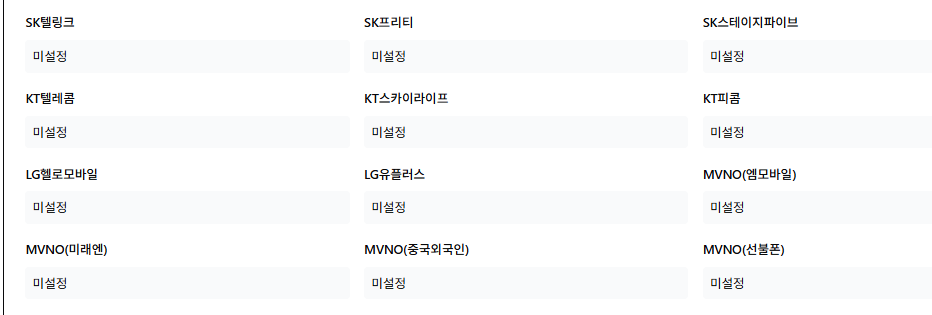 SK텔링크 SK프리티 SK스테이지파이브
미설정 미설정 미설정
KT텔레콤 KT스카이라이프 KT피콤
미설정 미설정 미설정
LG헬로모바일 LG유플러스 MVNO(엠모바일)
미설정 미설정 미설정
MVNO(미래엔) MVNO(중국외국인) MVNO(선불폰)
미설정 미설정 미설정